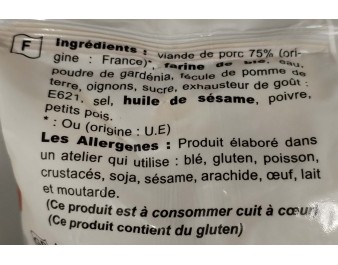 F
Ingrédients : viande de porc 75% (ori-
gine : France)*, farine de blé, eau,
poudre de gardénia, fécule de pomme de
terre, oignons, sucre, exhausteur de goût :
E621, sel, huile de sésame, poivre,
petits pois.
* : Ou (origine : U.E)
Les Allergenes : Produit élaboré dans
un atelier qui utilise : blé, gluten, poisson,
crustacés, soja, sésame, arachide, œuf, lait
et moutarde.
(Ce produit est à consommer cuit à cœur)
(Ce produit contient du gluten)